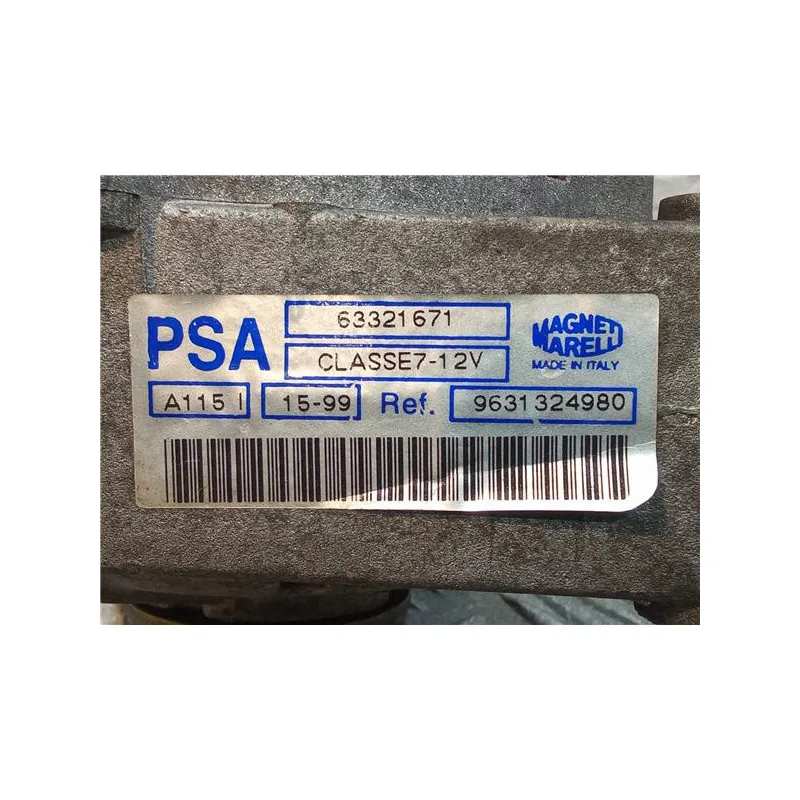 PSA
63321671
CLASSE7-12V
MAGNETI
MARELLI
MADE IN ITALY
A115 I
15-99
Ref.
9631324980